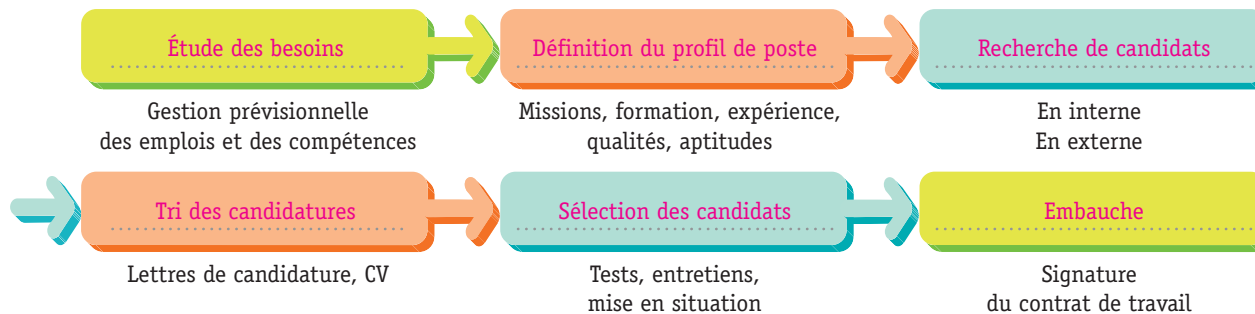 Étude des besoins
Définition du profil de poste
Recherche de candidats
Gestion prévisionnelle
des emplois et des compétences
Missions, formation, expérience,
qualités, aptitudes
En interne
En externe
Tri des candidatures
Sélection des candidats
Embauche
Lettres de candidature, CV
Tests, entretiens,
mise en situation
Signature
du contrat de travail